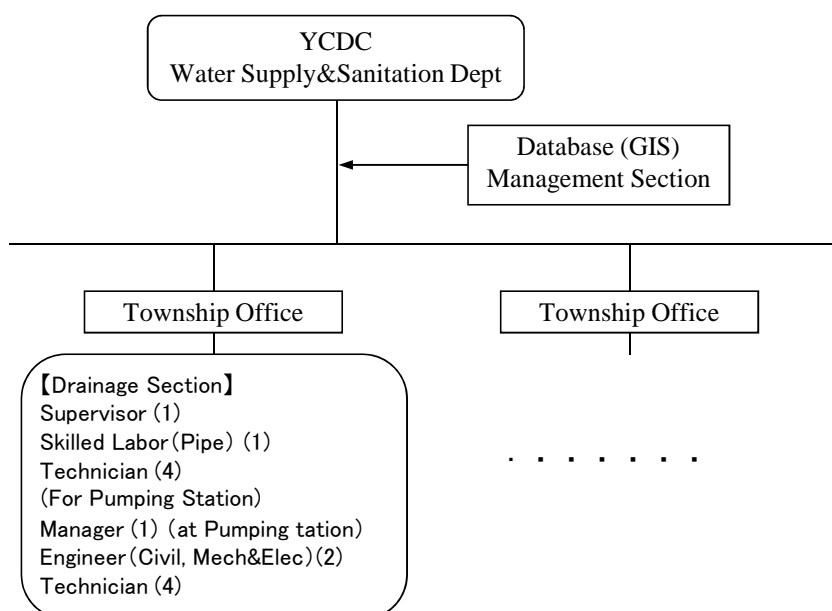 YCDC
Water Supply&Sanitation Dept
Database (GIS)
Management Section
Township Office
Township Office
【Drainage Section】
Supervisor (1)
Skilled Labor(Pipe) (1)
Technician (4)
(For Pumping Station)
Manager (1) (at Pumping tation)
Engineer(Civil, Mech&Elec)(2)
Technician (4)
. . . . . . .